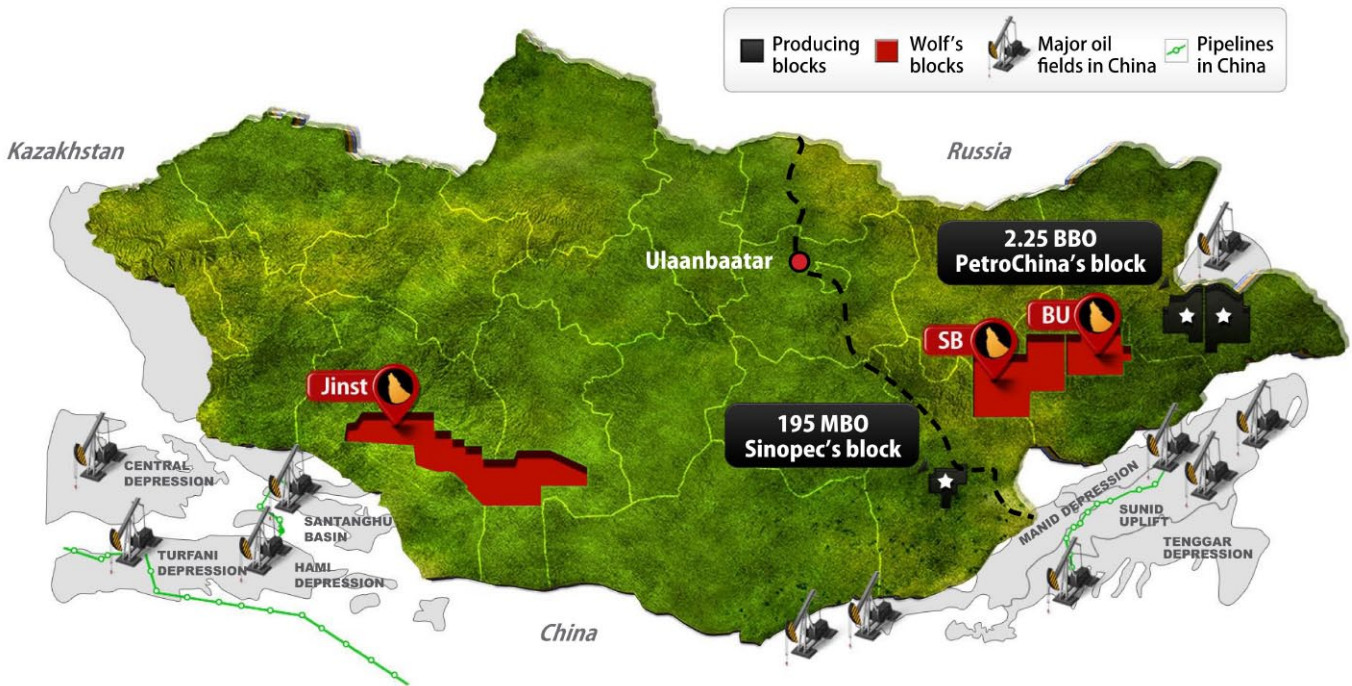 Producing
blocks
Wolf's
blocks
Major oil
fields in China
Pipelines
in China
Kazakhstan
Russia
2.25 BBO
PetroChina's block
Ulaanbaatar
BU
SB
Jinst
195 MBO
Sinopec's block
CENTRAL
DEPRESSION
SANTANGHU
BASIN
TURFANI
DEPRESSION
HAMI
DEPRESSION
MANID DEPRESSION
SUNID
UPLIFT
TENGGAR
DEPRESSION
China